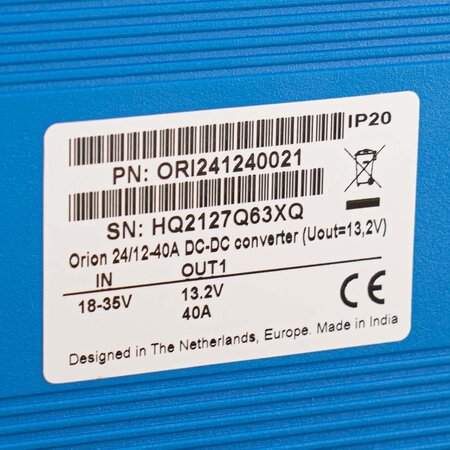 IP20
PN: ORI241240021
SN: HQ2127Q63XQ
Orion 24/12-40A DC-DC converter (Uout=13,2V)
IN OUT1
18-35V 13.2V
40A
CE
Designed in The Netherlands, Europe. Made in India